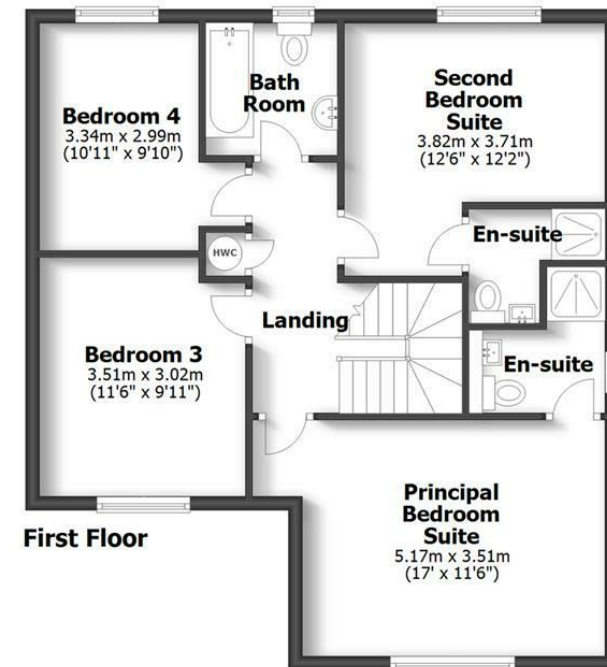 Bedroom 4
3.34m x 2.99m
(10'11" x 9'10")
Bath
Room
Second
Bedroom
Suite
3.82m x 3.71m
(12'6" x 12'2")
En-suite
HWC
Landing
Bedroom 3
3.51m x 3.02m
(11'6" x 9'11")
En-suite
Principal
Bedroom
Suite
5.17m x 3.51m
(17' x 11'6")
First Floor